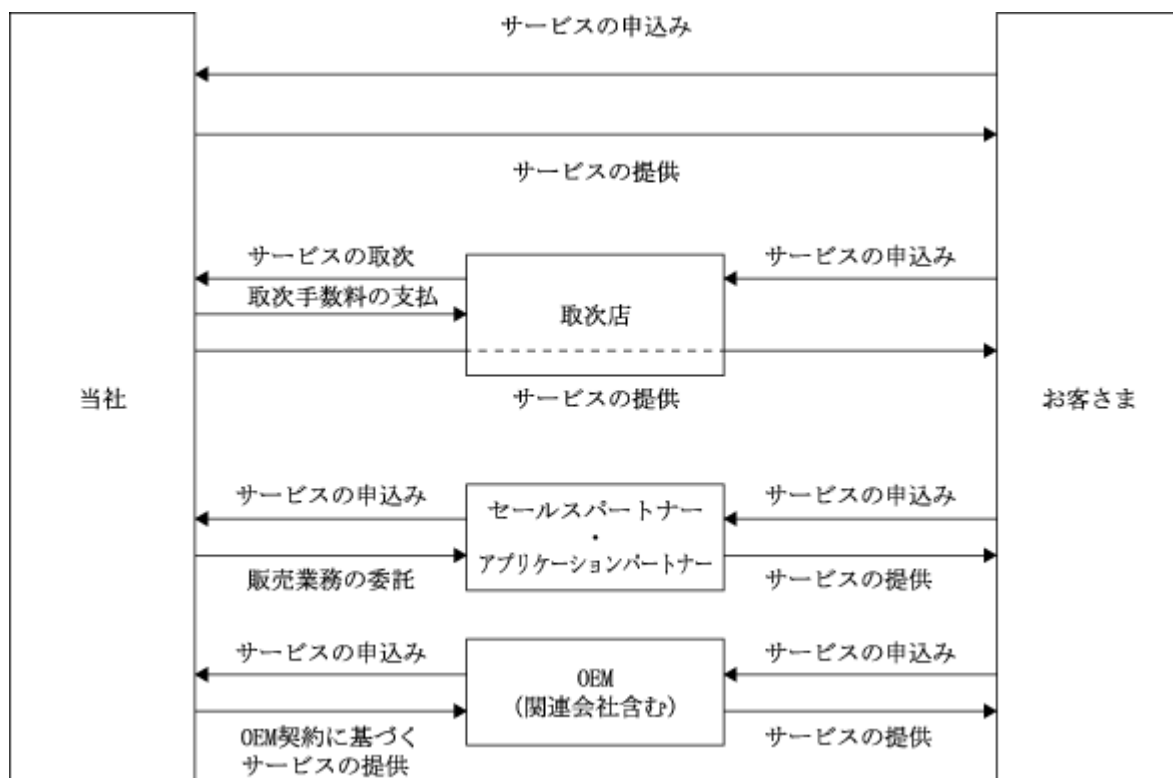 サービスの申込み
サービスの提供
サービスの取次
サービスの申込み
取次手数料の支払
取次店
当社
サービスの提供
お客さま
サービスの申込み
セールスパートナー
・
アプリケーションパートナー
サービスの申込み
販売業務の委託
サービスの提供
サービスの申込み
OEM
(関連会社含む)
サービスの申込み
OEM契約に基づく
サービスの提供
サービスの提供